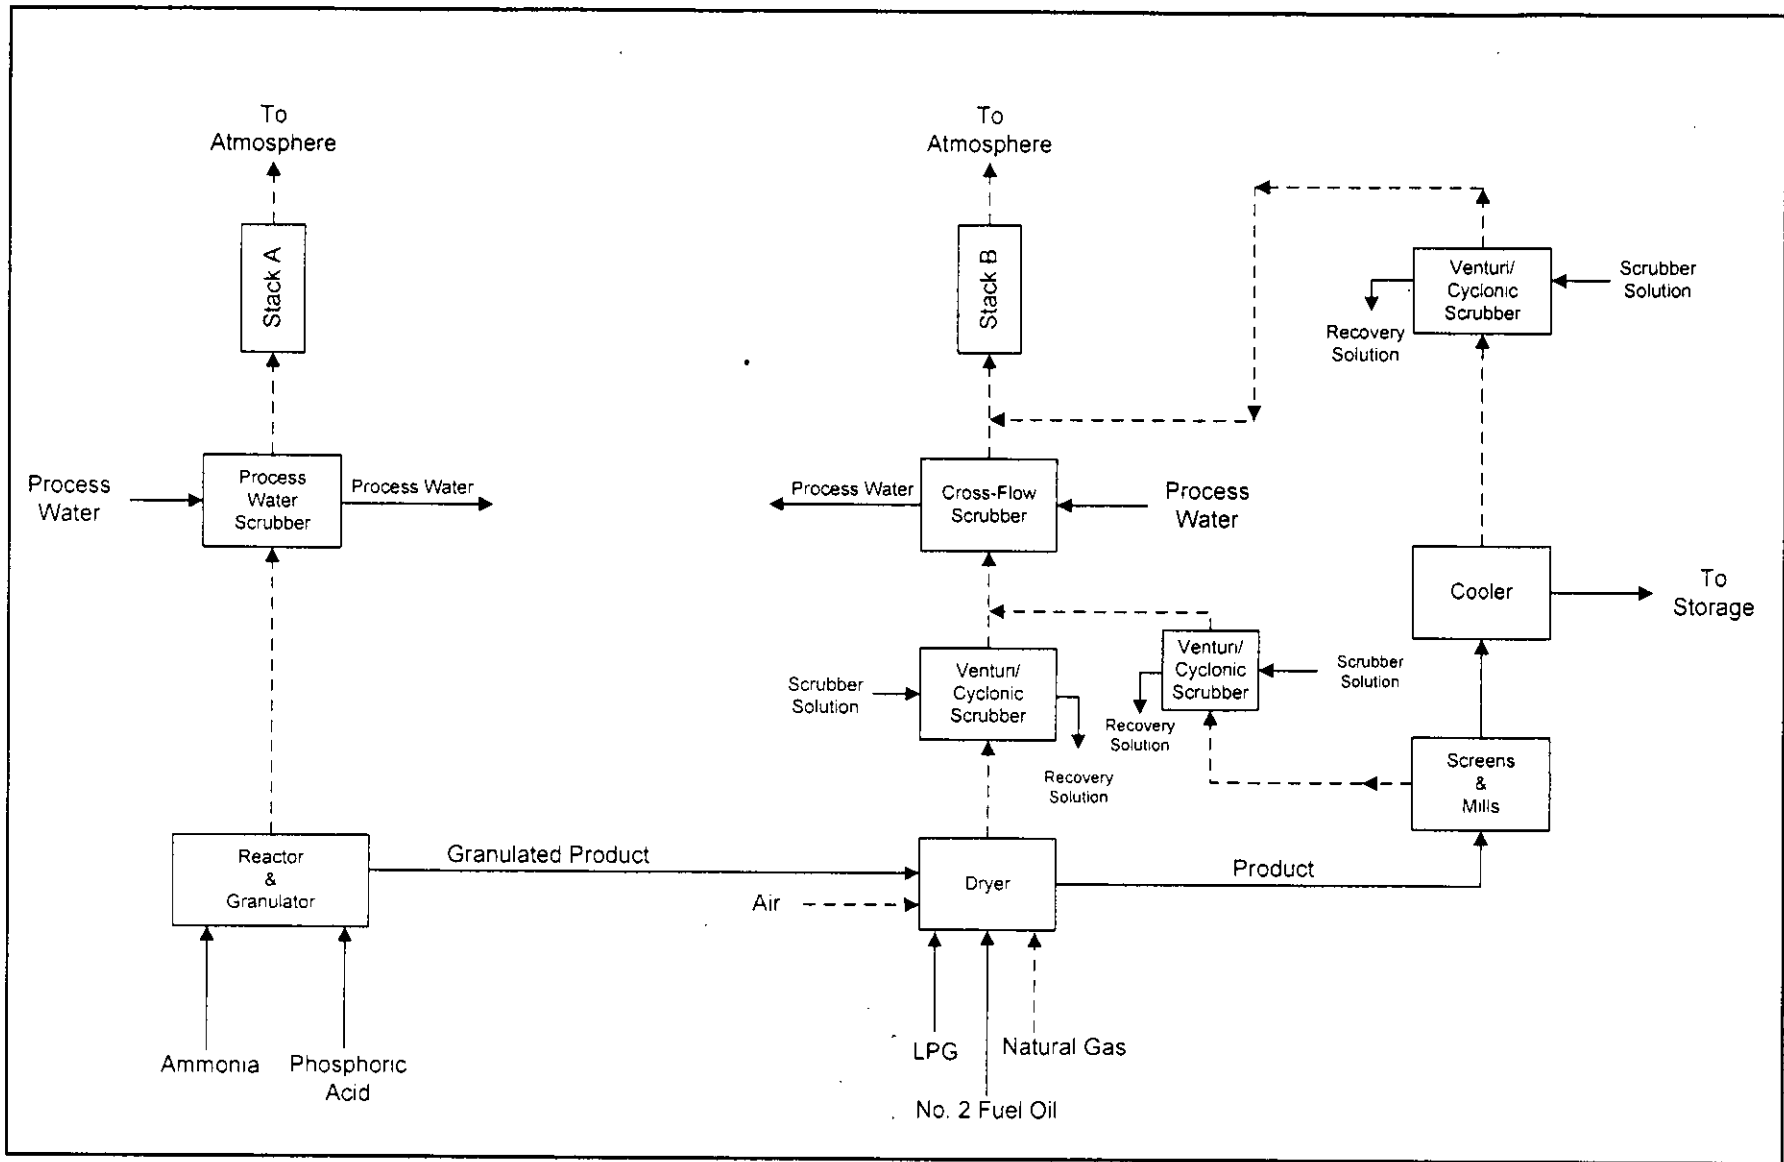 To
Atmosphere
To
Atmosphere
Stack A
Stack B
Venturi/
Cyclonic
Scrubber
Scrubber
Solution
Recovery
Solution
Process
Water
Process
Water
Scrubber
Process Water
Process Water
Cross-Flow
Scrubber
Process
Water
Cooler
To
Storage
Scrubber
Solution
Venturi/
Cyclonic
Scrubber
Recovery
Solution
Venturi/
Cyclonic
Scrubber
Scrubber
Solution
Recovery
Solution
Screens
&
Mills
Reactor
&
Granulator
Granulated Product
Air
Dryer
Product
Ammonia
Phosphoric
Acid
LPG
Natural Gas
No. 2 Fuel Oil